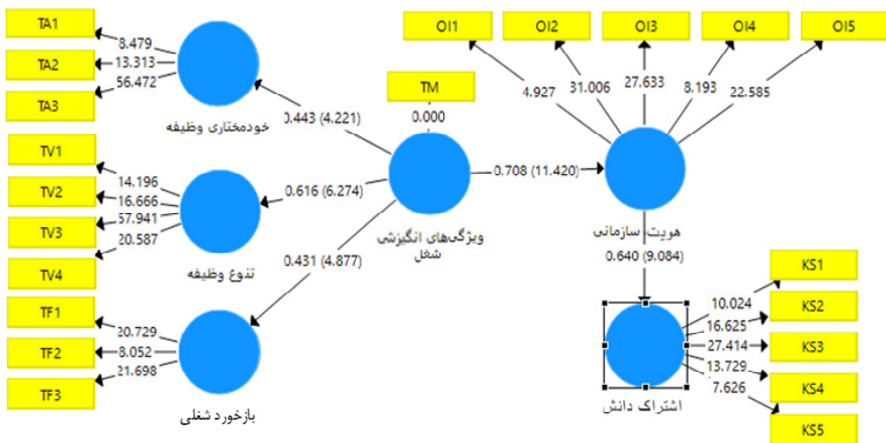 TA1
TA2
TA3
8.479
13.313
56.472
خودمختاری وظیفه
TV1
TV2
TV3
TV4
14.196
16.666
57.941
20.587
تنوع وظیفه
TF1
TF2
TF3
20.729
8.052
21.698
بازخورد شغلی
0.443 (4.221)
0.616 (6.274)
0.431 (4.877)
TM
0.000
ویژگی‌های انگیزشی
شغل
0.708 (11.420)
OI1
OI2
OI3
OI4
OI5
4.927
31.006
27.633
8.193
22.585
هویت سازمانی
0.640 (9.084)
KS1
KS2
KS3
KS4
KS5
10.024
16.625
27.414
13.729
7.626
اشتراک دانش